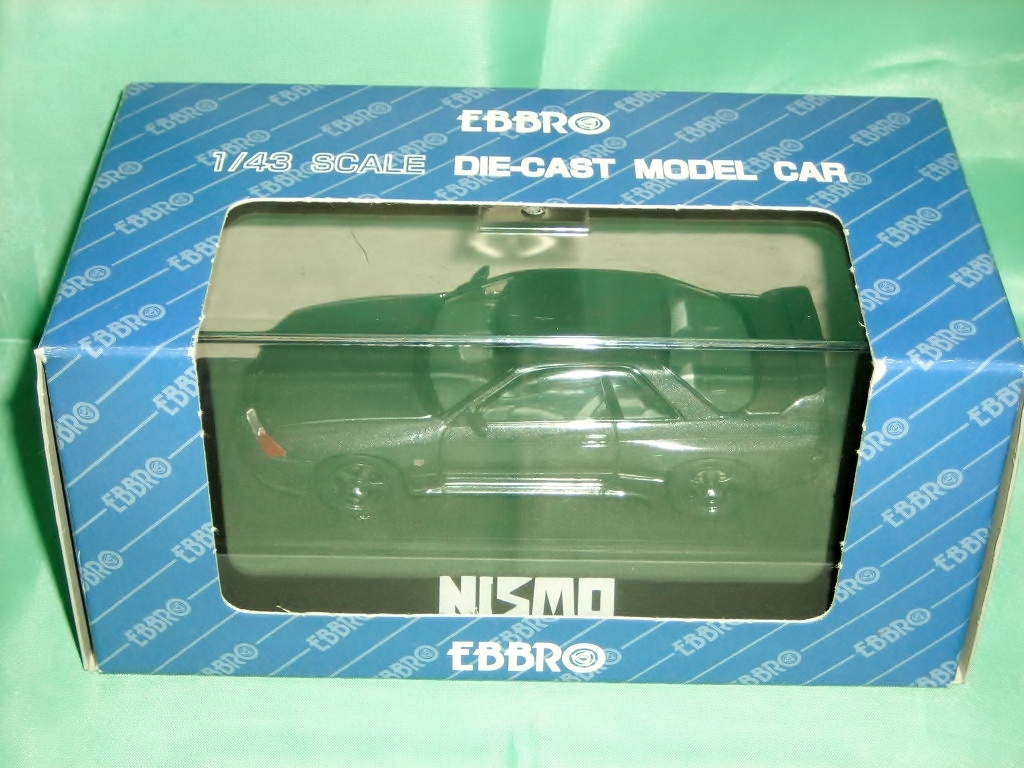 EBBRO
1/43 SCALE DIE-CAST MODEL CAR
NISMO
EBBRO